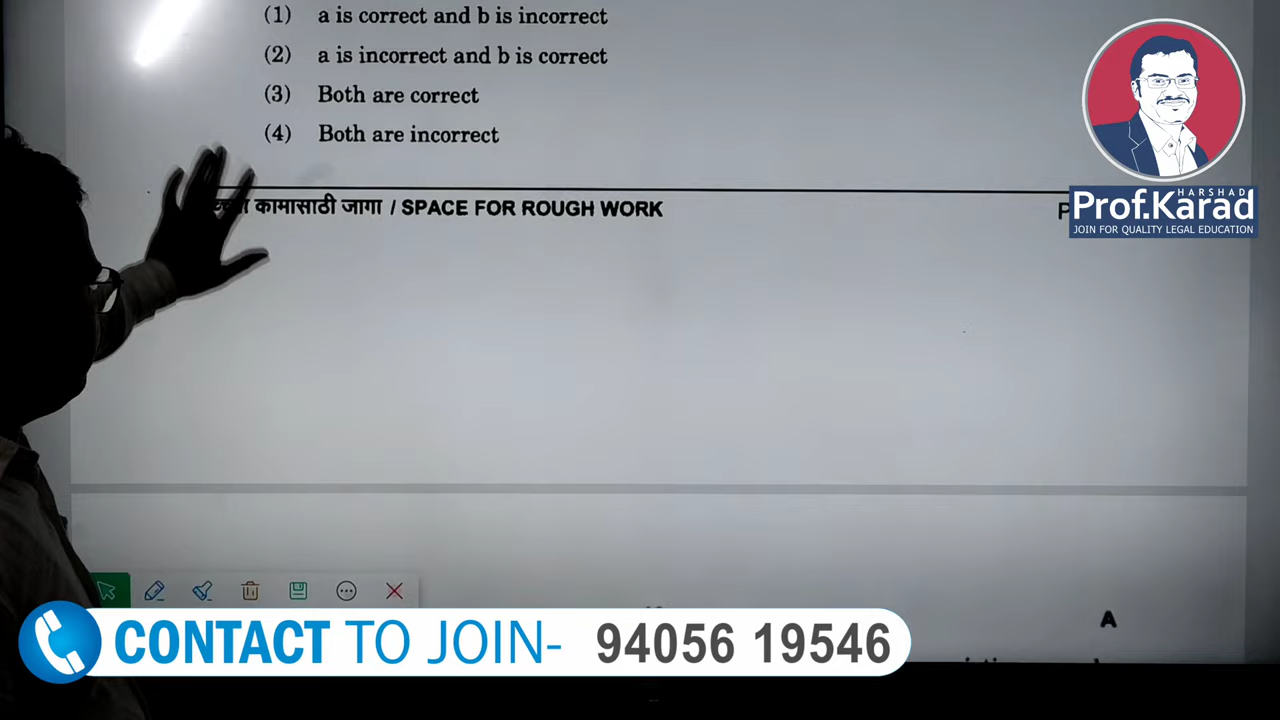 (1) a is correct and b is incorrect
(2) a is incorrect and b is correct
(3) Both are correct
(4) Both are incorrect
कामासाठी जागा / SPACE FOR ROUGH WORK
P
HARSHAD
Prof.Karad
JOIN FOR QUALITY LEGAL EDUCATION
A
CONTACT TO JOIN- 94056 19546